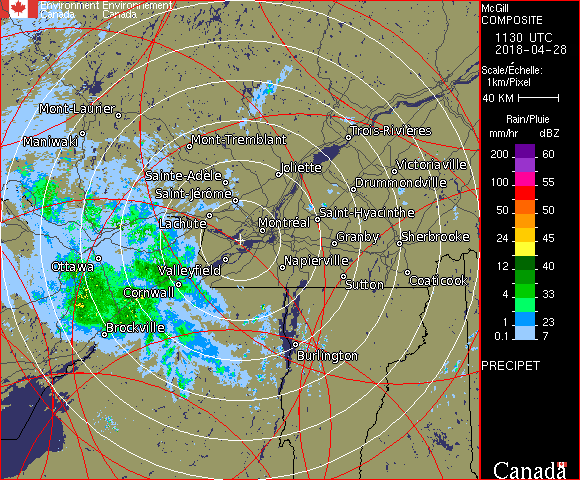 Environment Environnement
Canada Canada
McGill
COMPOSITE
1130 UTC
2018-04-28
Scale/Échelle:
1km/Pixel
40 KM
Rain/Pluie
mm/hr dBZ
200 60
100 55
50 50
24 45
12 40
4 33
1 23
0.1 7
PRECIPET
Canada
Mont-Laurier
Maniwaki
Mont-Tremblant
Trois-Rivières
Joliette
Victoriaville
Sainte-Adèle
Drummondville
Saint-Jérôme
Saint-Hyacinthe
Lachute
Montréal
Granby
Sherbrooke
Ottawa
Valleyfield
Napierville
Coaticook
Cornwall
Sutton
Brockville
Burlington